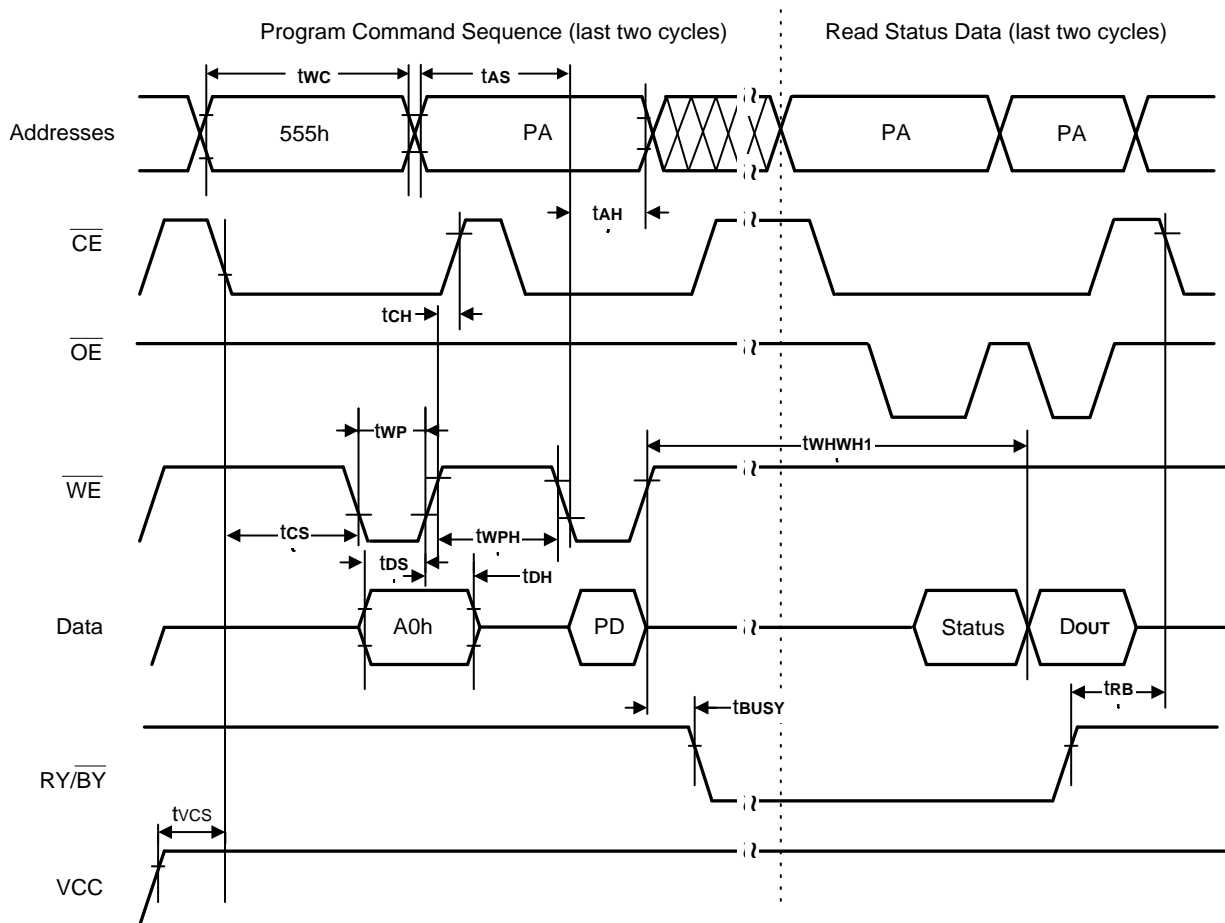 Program Command Sequence (last two cycles)
Read Status Data (last two cycles)
tWC
tAS
Addresses
555h
PA
PA
PA
tAH
CE
tCH
OE
tWP
tWHWH1
WE
tCS
tWPH
tDS
tDH
Data
A0h
PD
Status
DOUT
tRB
tBUSY
RY/BY
tVCS
VCC